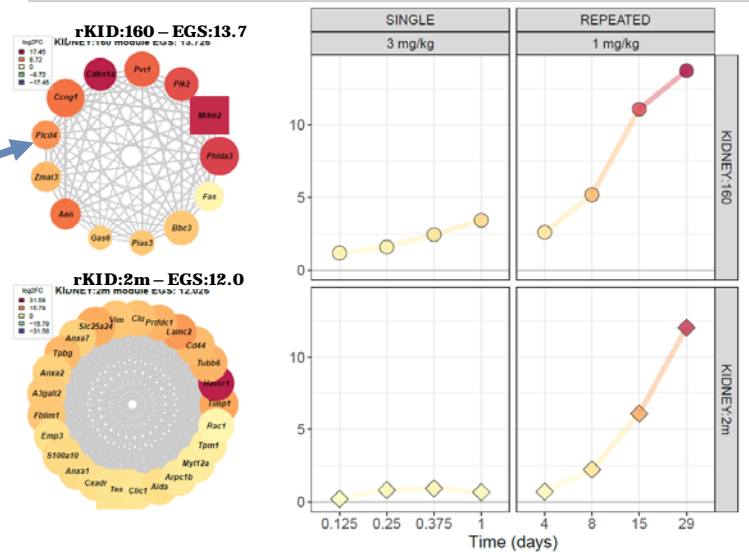 rKID:160 – EGS:13.7
KIDNEY:160 module EGS: 13.726
log2FC
17.45
8.72
0
−8.72
−17.45
Cdkn1a
Pvr1
Plk2
Ccng1
Mdm2
Plcd4
Phlda3
Zmat3
Fas
Aen
Bbc3
Gas6
Pias3
rKID:2m – EGS:12.0
KIDNEY:2m module EGS: 12.026
log2FC
31.58
15.79
0
−15.79
−31.58
Vim
Clu
Prtfdc1
Slc25a24
Lamc2
Anxa7
Cd44
Tpbg
Tubb6
Anxa2
Havcr1
A3galt2
Timp1
Fblim1
Rac1
Emp3
Tpm1
S100a10
Myl12a
Anxa1
Arpc1b
Cxadr
Tes
Clic1
Aida
SINGLE
REPEATED
3 mg/kg
1 mg/kg
10
5
0
KIDNEY:160
10
5
0
KIDNEY:2m
0.125 0.25 0.375 1
4 8 15 29
Time (days)